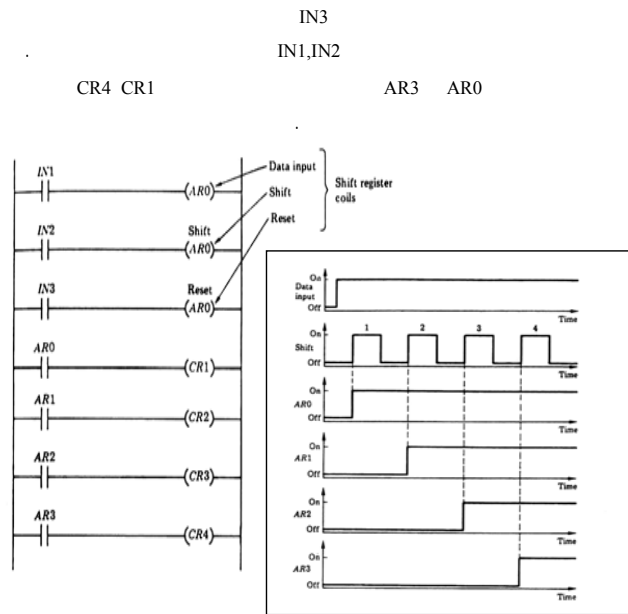 IN3
.
IN1,IN2
CR4 CR1 AR3 AR0
.
IN1
(AR0)
Data input
Shift
Reset
Shift register
coils
IN2
Shift
(AR0)
IN3
Reset
(AR0)
AR0
(CR1)
AR1
(CR2)
AR2
(CR3)
AR3
(CR4)
On
Data
input
Off
Time
1 2 3 4
On
Shift
Off
Time
On
AR0
Off
Time
On
AR1
Off
Time
On
AR2
Off
Time
On
AR3
Off
Time